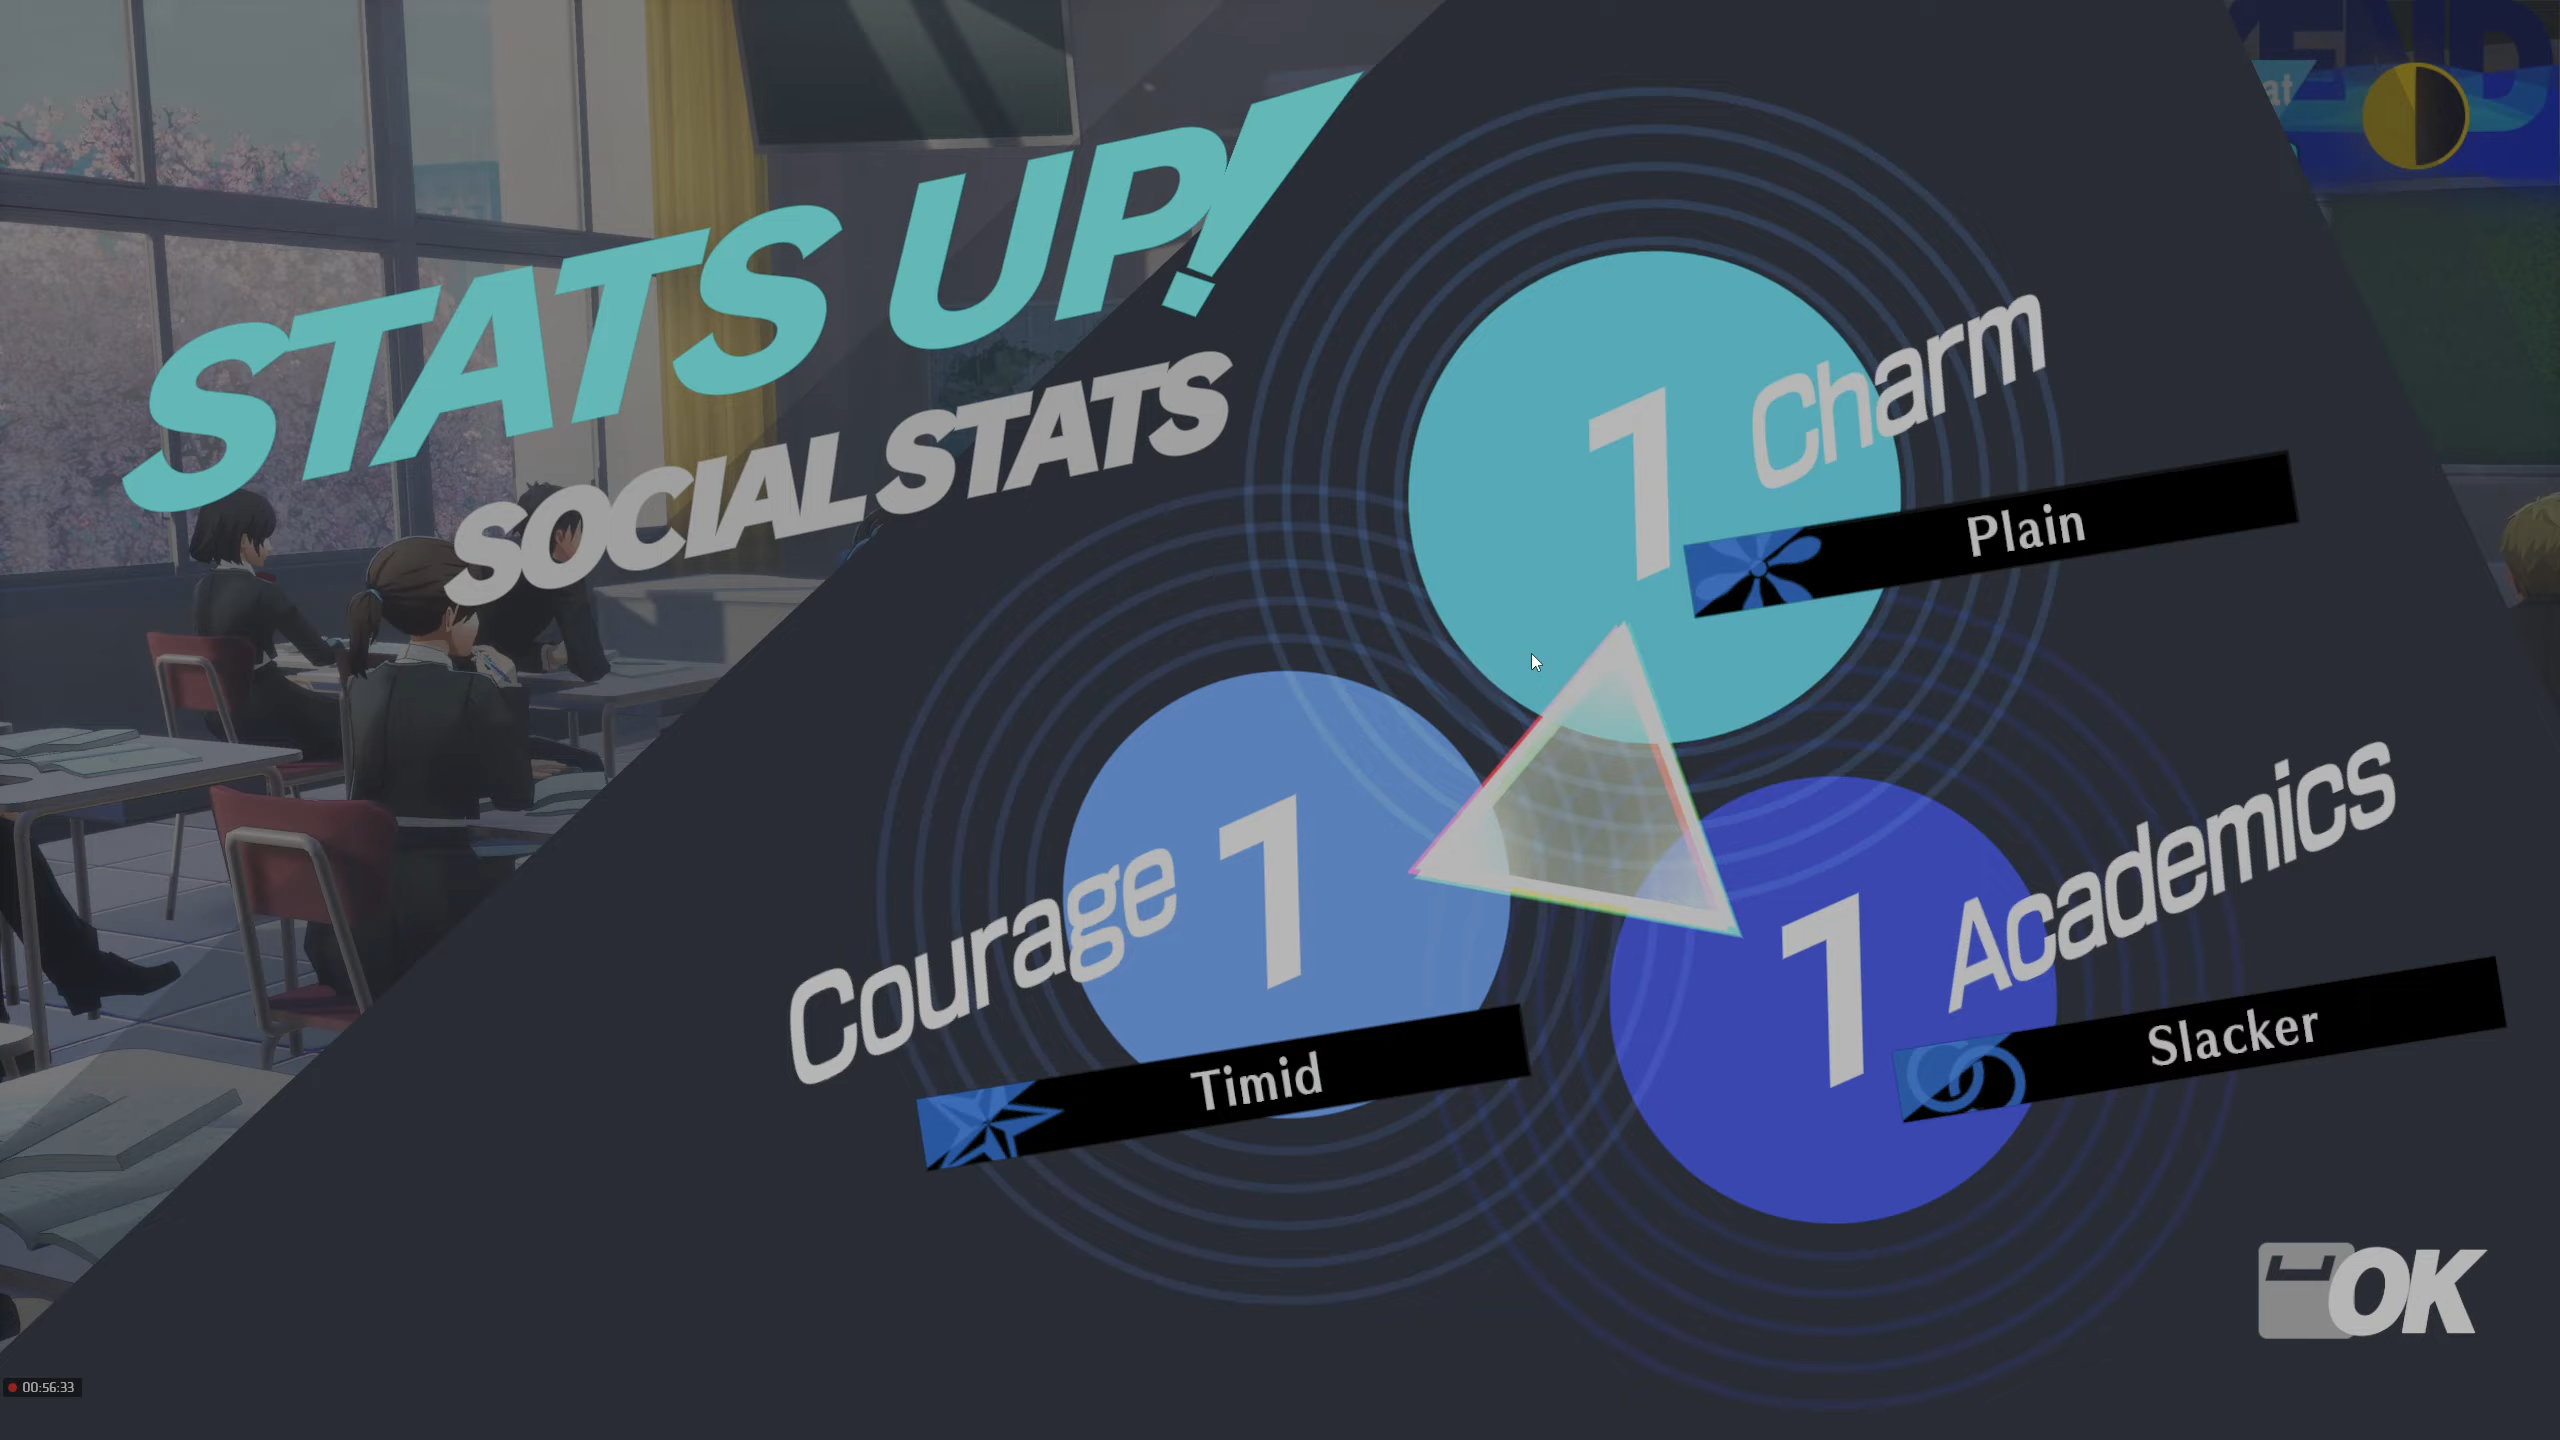 STATS UP!
SOCIAL STATS
1 Charm
Plain
Courage 1
Timid
1 Academics
Slacker
OK
00:56:33